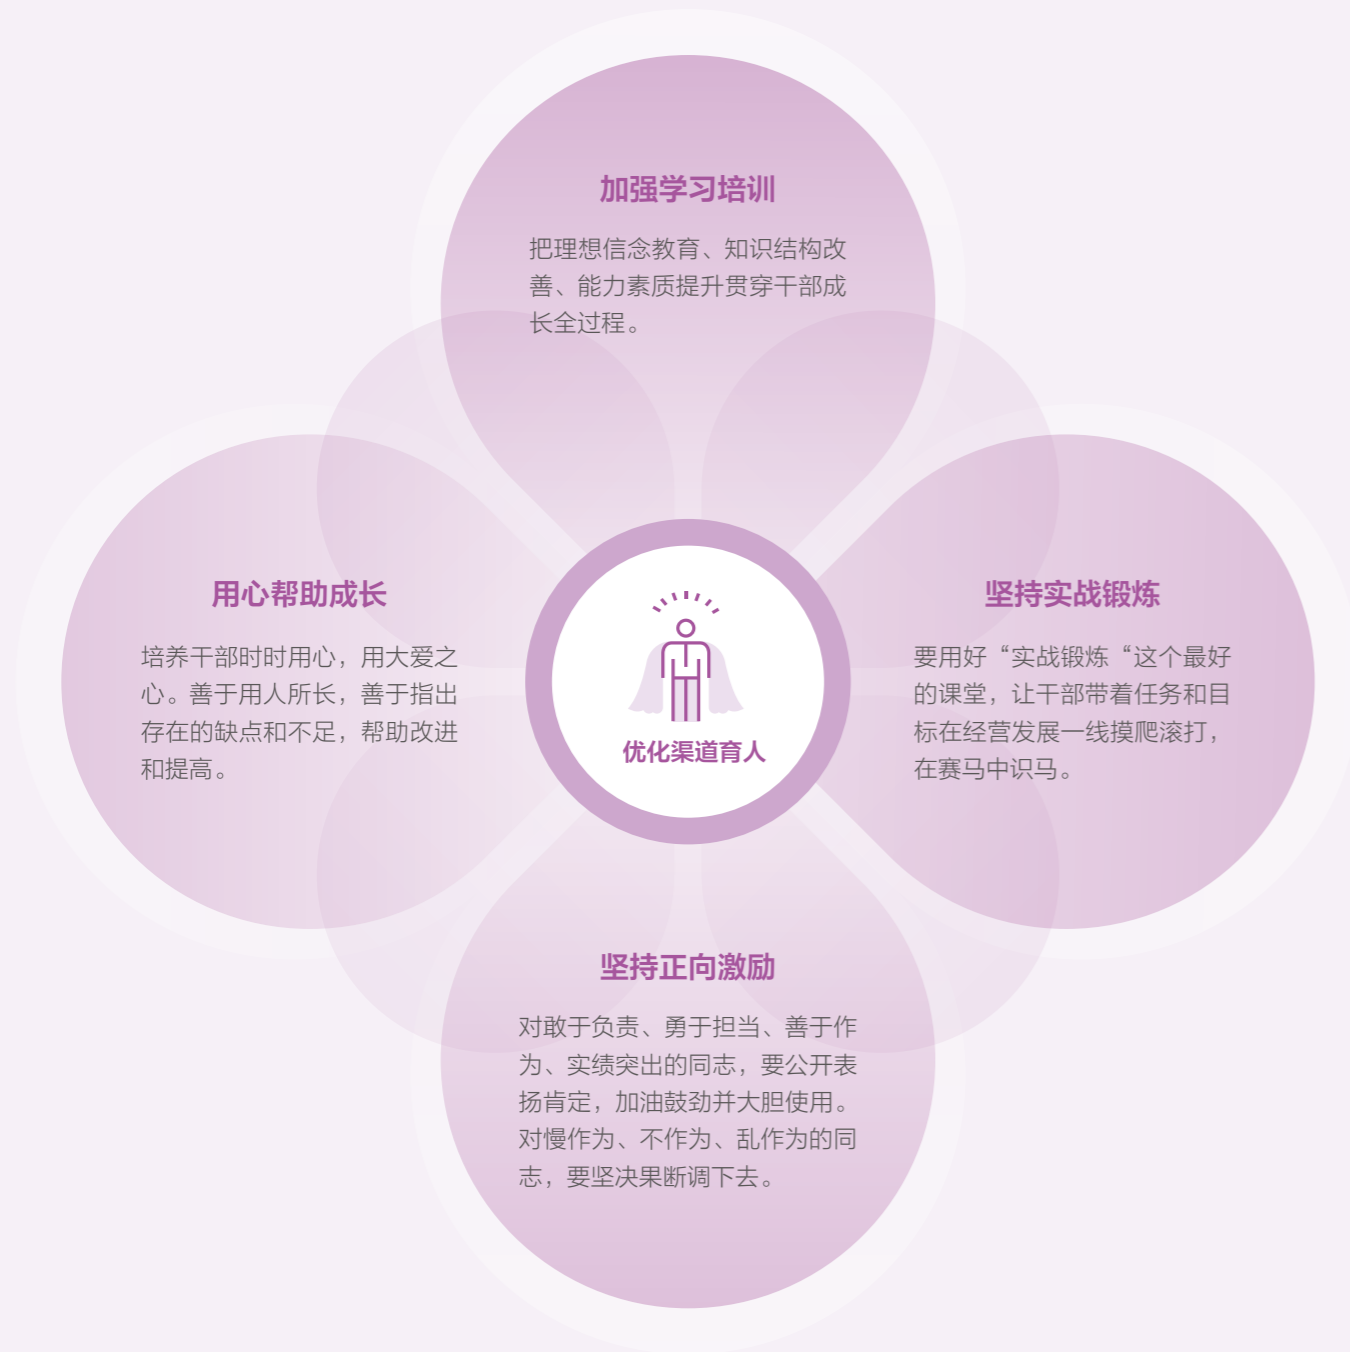 加强学习培训
把理想信念教育、知识结构改
善、能力素质提升贯穿干部成
长全过程。
用心帮助成长
培养干部时时用心，用大爱之
心。善于用人所长，善于指出
存在的缺点和不足，帮助改进
和提高。
优化渠道育人
坚持实战锻炼
要用好“实战锻炼“这个最好
的课堂，让干部带着任务和目
标在经营发展一线摸爬滚打，
在赛马中识马。
坚持正向激励
对敢于负责、勇于担当、善于作
为、实绩突出的同志，要公开表
扬肯定，加油鼓劲并大胆使用。
对慢作为、不作为、乱作为的同
志，要坚决果断调下去。